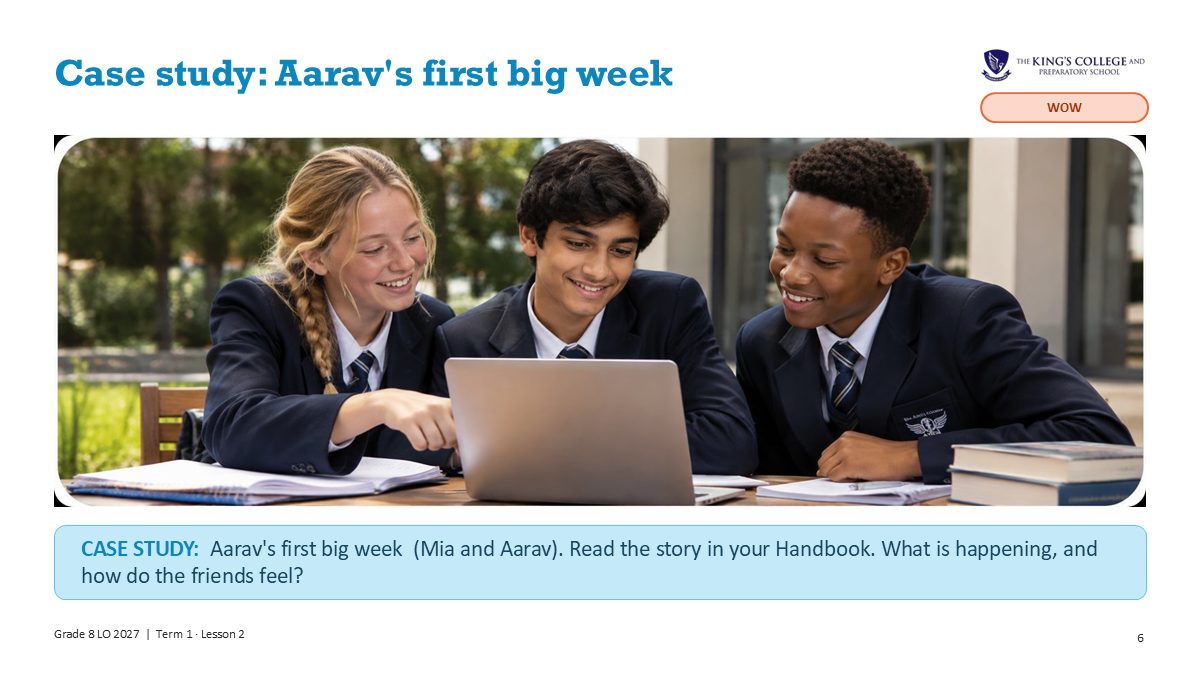 Case study: Aarav's first big week
THE KING'S COLLEGE AND
PREPARATORY SCHOOL
WOW
CASE STUDY: Aarav's first big week (Mia and Aarav). Read the story in your Handbook. What is happening, and
how do the friends feel?
Grade 8 LO 2027 | Term 1 · Lesson 2
6